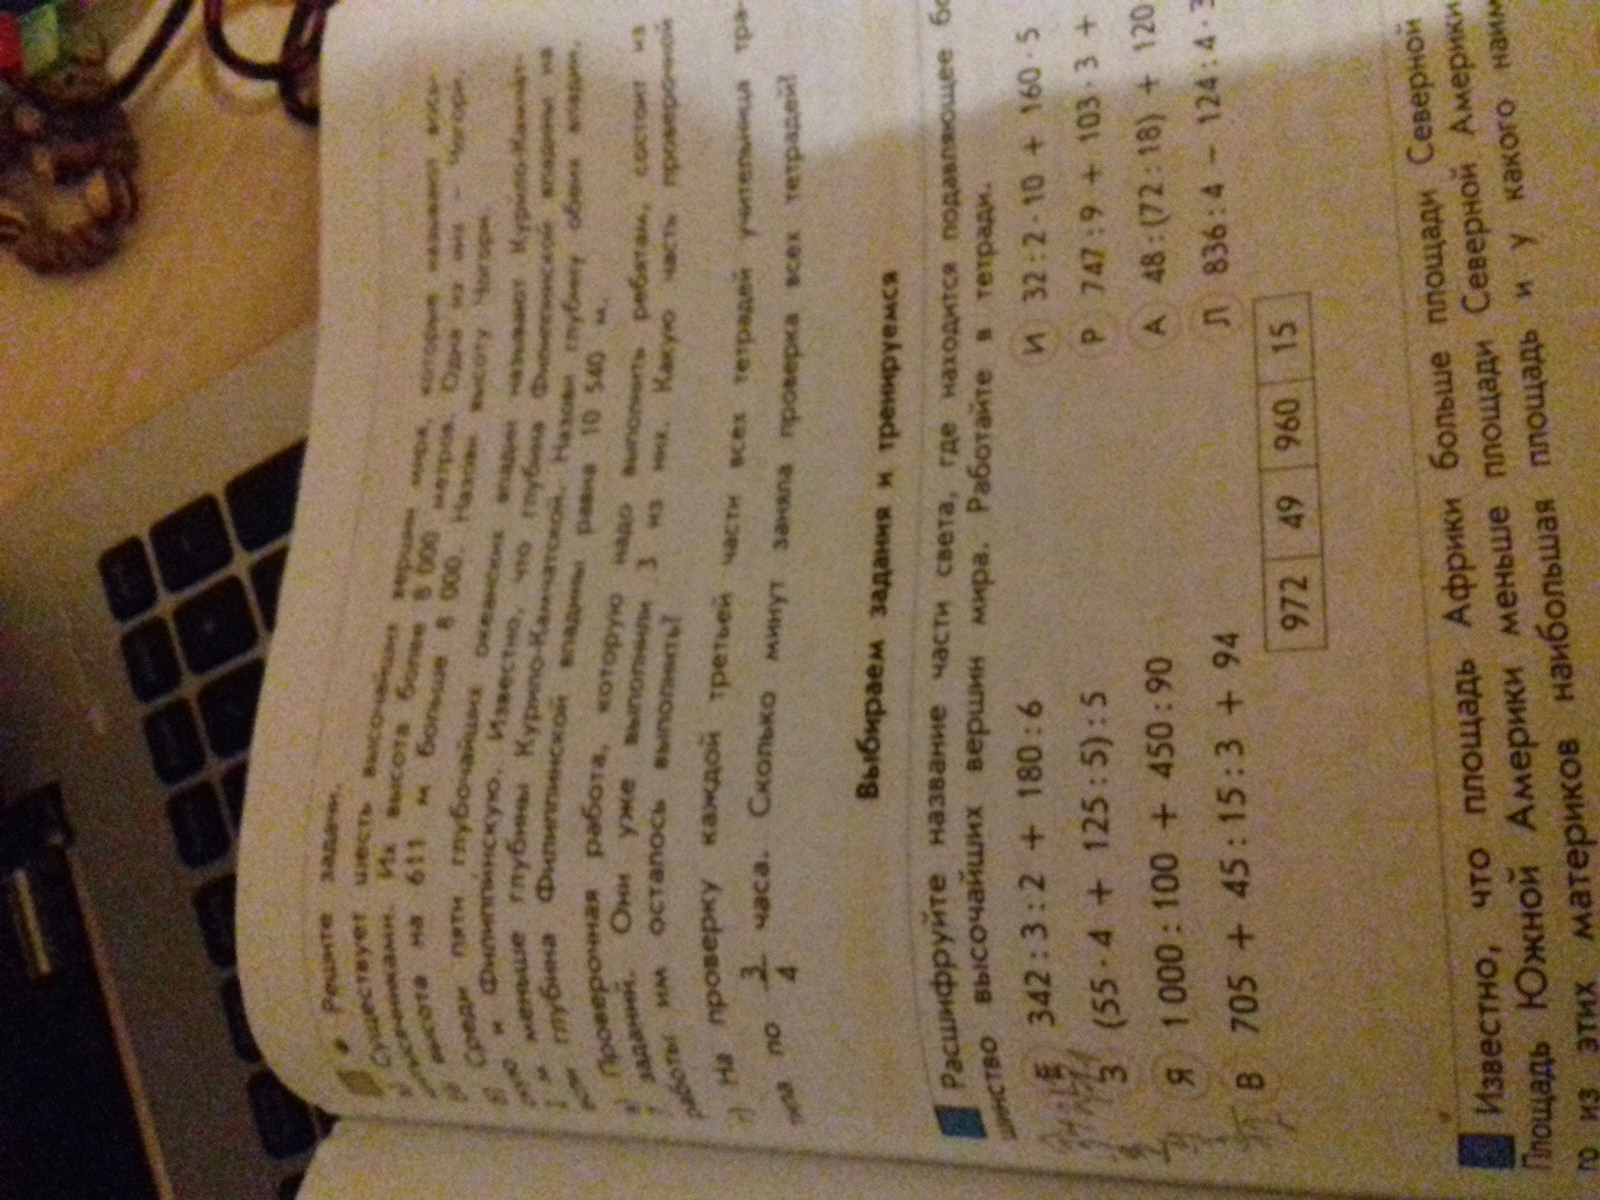 Решите задачи.
Существует шесть высочайших вершин мира, которые называют вось-
Их высота более 8 000 метров. Одна из них – Чогори.
высота на 611 м больше 8 000. Назови высоту Чогори.
Среди пяти глубочайших океанских впадин называют Курило-Камчат-
и Филиппинскую. Известно, что глубина Филиппинской впадины на
меньше глубины Курило-Камчатской. Назови глубину обеих впадин,
глубина Филиппинской впадины равна 10 540 м.
Проверочная работа, которую надо выполнить ребятам, состоит из
заданий. Они уже выполнили 3 из них. Какую часть проверочной
работы им осталось выполнить?
г) На проверку каждой третьей части всех тетрадей учительница тра-
тила по 3/4 часа. Сколько минут заняла проверка всех тетрадей?
Выбираем задания и тренируемся
Расшифруйте название части света, где находится подавляющее бо
шинство высочайших вершин мира. Работайте в тетради.
Е 342 : 3 : 2 + 180 : 6 И 32 : 2 · 10 + 160 · 5
З (55 · 4 + 125 : 5) : 5 Р 747 : 9 + 103 · 3 +
Я 1 000 : 100 + 450 : 90 А 48 : (72 : 18) + 120
В 705 + 45 : 15 : 3 + 94 Л 836 : 4 – 124 : 4 · 3
972 49 960 15
Известно, что площадь Африки больше площади Северной
Площадь Южной Америки меньше площади Северной Америки
го из этих материков наибольшая площадь и у какого наим